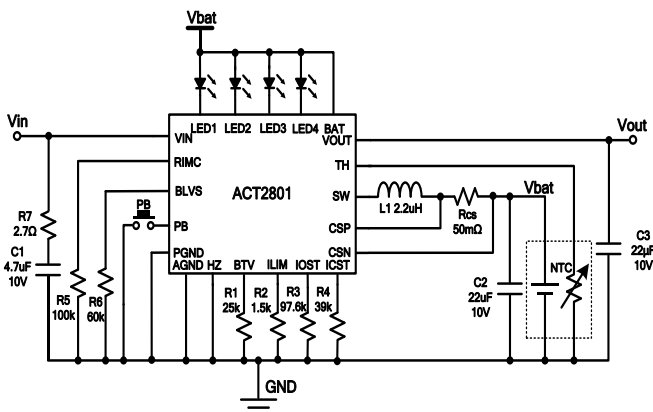 Vbat
Vin
LED1 LED2 LED3 LED4 BAT
VIN
VOUT
Vout
RIMC
TH
BLVS
ACT2801
SW
L1 2.2uH
Rcs
50mΩ
Vbat
PB
PB
CSP
R7
2.7Ω
C1
4.7uF
10V
PGND
CSN
AGND HZ BTV ILIM IOST ICST
C3
22µF
10V
NTC
C2
22uF
10V
R5
100k
R6
60k
R1
25k
R2
1.5k
R3
97.6k
R4
39k
GND